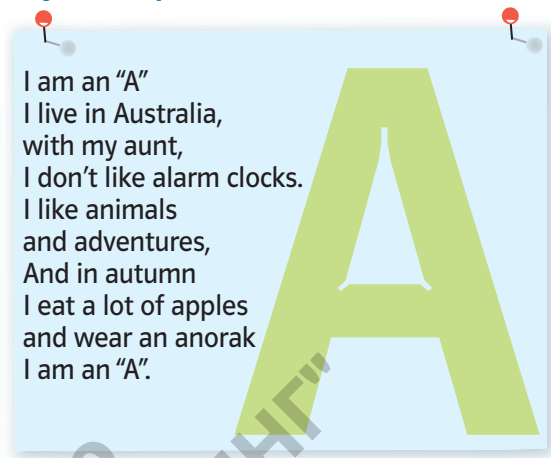 I am an “A”
I live in Australia,
with my aunt,
I don’t like alarm clocks.
I like animals
and adventures,
And in autumn
I eat a lot of apples
and wear an anorak
I am an “A”.
A